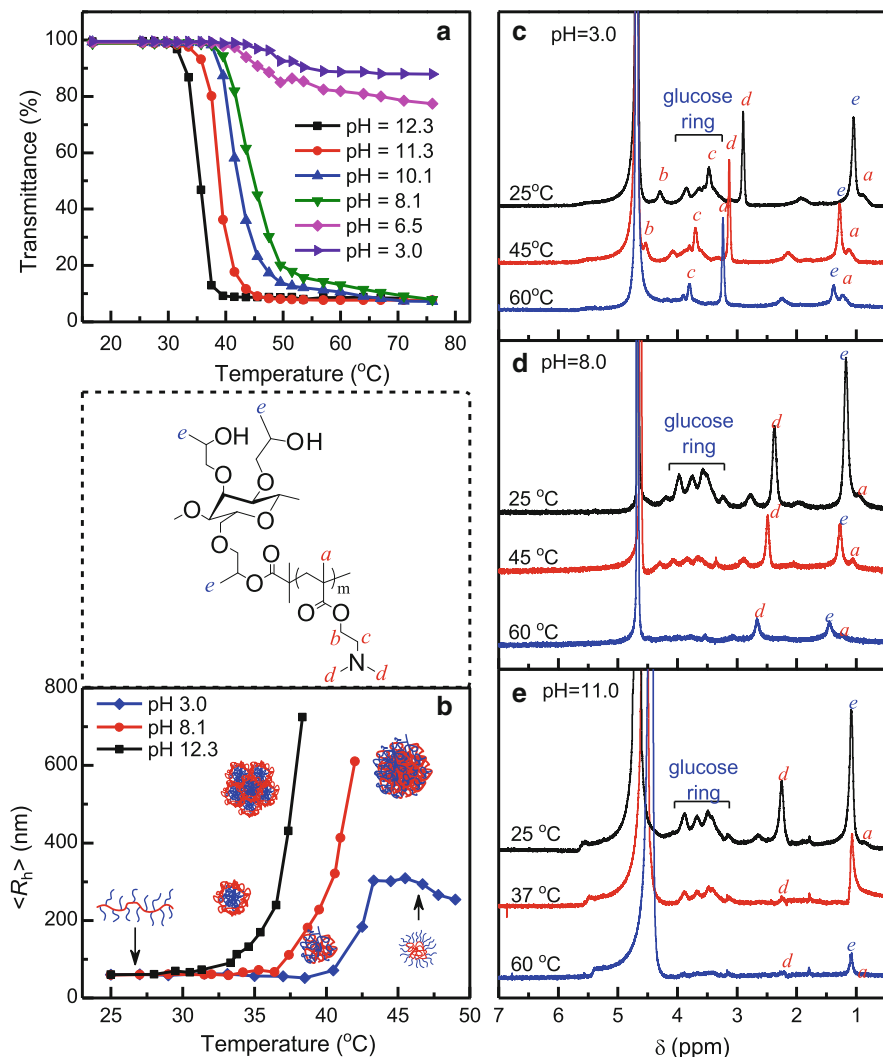 a
100
80
60
40
20
0
Transmittance (%)
pH = 12.3
pH = 11.3
pH = 10.1
pH = 8.1
pH = 6.5
pH = 3.0
20 30 40 50 60 70 80
Temperature (°C)
e
e
OH
OH
O
O
O
O
O
e
O
O
a
m
O
O
b
c
N
d
d
b
800
600
400
200
0
<Rh> (nm)
pH 3.0
pH 8.1
pH 12.3
25 30 35 40 45 50
Temperature (°C)
c pH=3.0
glucose
ring
b c d e a
25°C
b c d e a
45°C
c d e a
60°C
d pH=8.0
glucose
ring
d e a
25 °C
d e a
45 °C
d e a
60 °C
e pH=11.0
glucose
ring
d e a
25 °C
d
37 °C
d e
60 °C
7 6 5 4 3 2 1
δ (ppm)